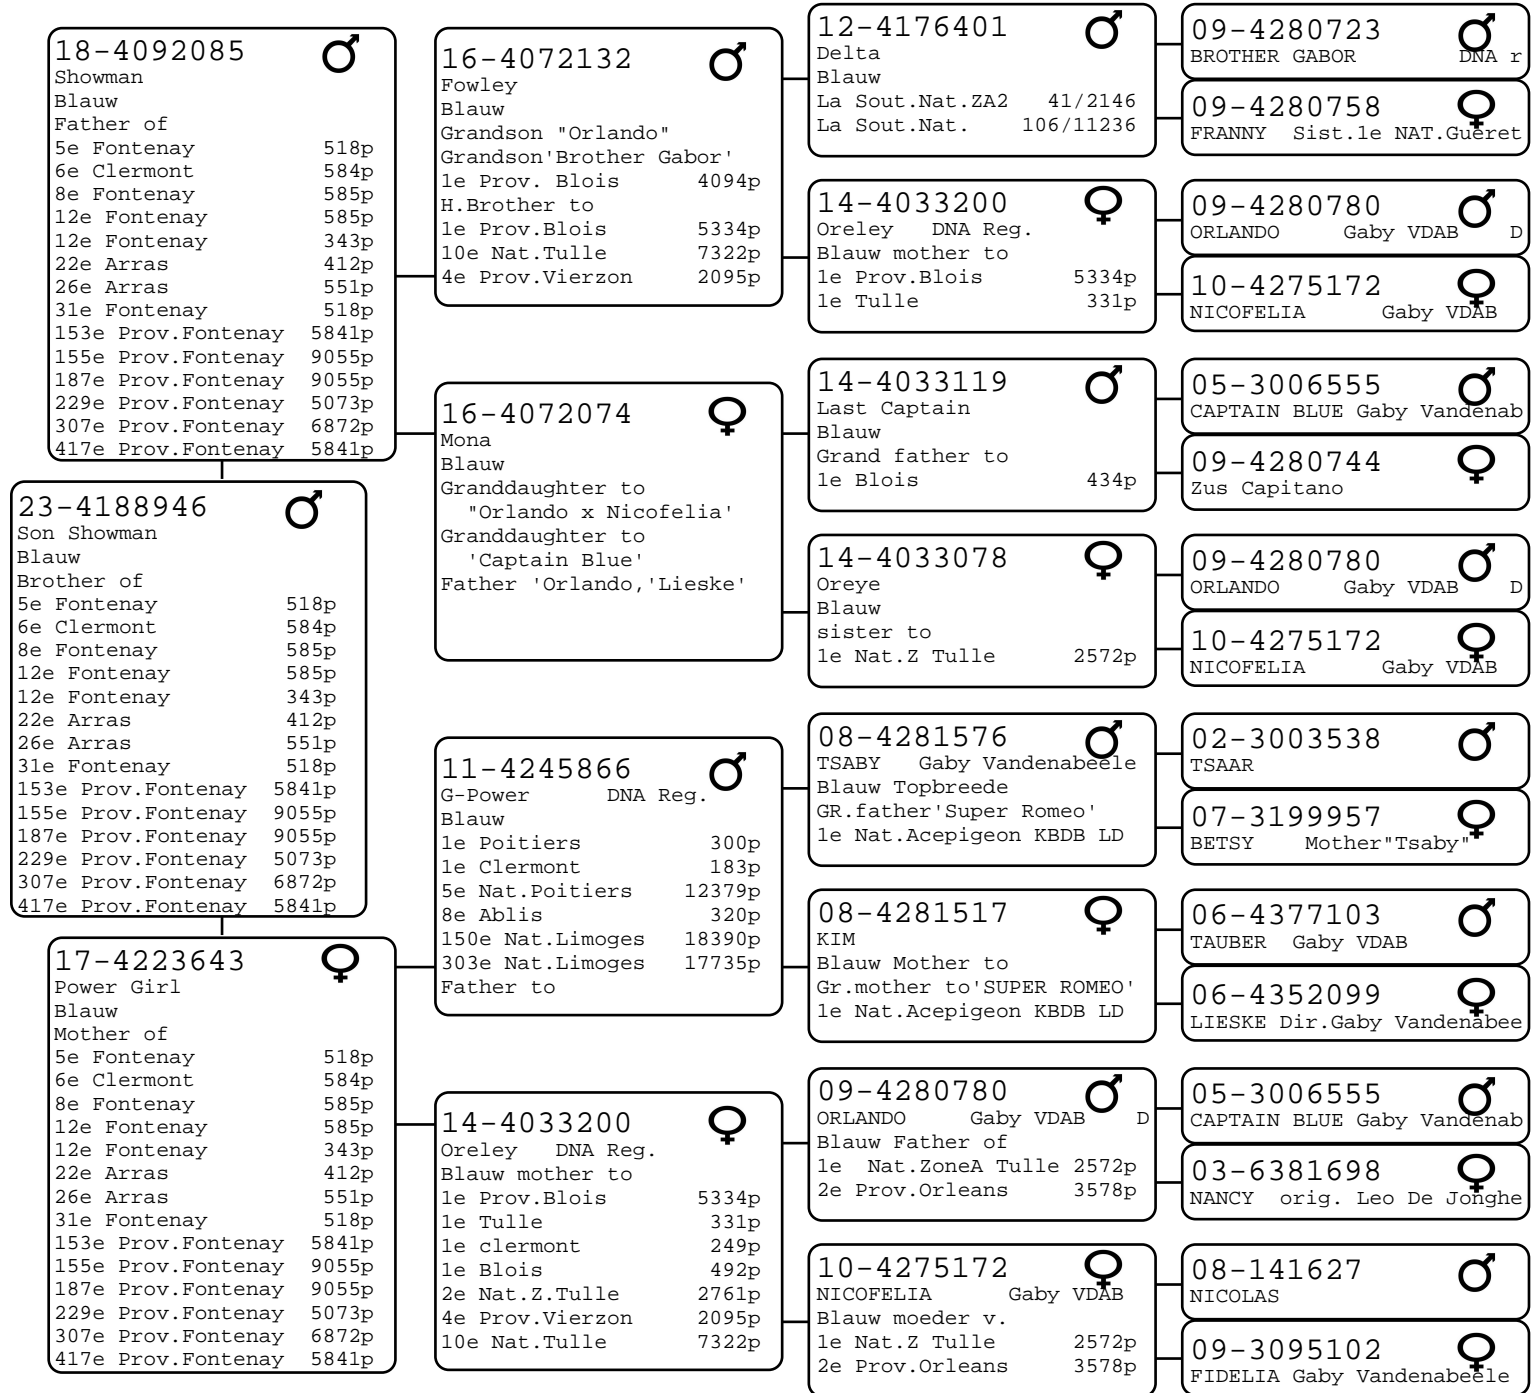 18-4092085
Showman
Blauw
Father of
5e Fontenay 518p
6e Clermont 584p
8e Fontenay 585p
12e Fontenay 585p
12e Fontenay 343p
22e Arras 412p
26e Arras 551p
31e Fontenay 518p
153e Prov.Fontenay 5841p
155e Prov.Fontenay 9055p
187e Prov.Fontenay 9055p
229e Prov.Fontenay 5073p
307e Prov.Fontenay 6872p
417e Prov.Fontenay 5841p
23-4188946
Son Showman
Blauw
Brother of
5e Fontenay 518p
6e Clermont 584p
8e Fontenay 585p
12e Fontenay 585p
12e Fontenay 343p
22e Arras 412p
26e Arras 551p
31e Fontenay 518p
153e Prov.Fontenay 5841p
155e Prov.Fontenay 9055p
187e Prov.Fontenay 9055p
229e Prov.Fontenay 5073p
307e Prov.Fontenay 6872p
417e Prov.Fontenay 5841p
17-4223643
Power Girl
Blauw
Mother of
5e Fontenay 518p
6e Clermont 584p
8e Fontenay 585p
12e Fontenay 585p
12e Fontenay 343p
22e Arras 412p
26e Arras 551p
31e Fontenay 518p
153e Prov.Fontenay 5841p
155e Prov.Fontenay 9055p
187e Prov.Fontenay 9055p
229e Prov.Fontenay 5073p
307e Prov.Fontenay 6872p
417e Prov.Fontenay 5841p
16-4072132
Fowley
Blauw
Grandson "Orlando"
Grandson'Brother Gabor'
1e Prov. Blois 4094p
H.Brother to
1e Prov.Blois 5334p
10e Nat.Tulle 7322p
4e Prov.Vierzon 2095p
16-4072074
Mona
Blauw
Granddaughter to
"Orlando x Nicofelia'
Granddaughter to
'Captain Blue'
Father 'Orlando,'Lieske'
11-4245866
G-Power DNA Reg.
Blauw
1e Poitiers 300p
1e Clermont 183p
5e Nat.Poitiers 12379p
8e Ablis 320p
150e Nat.Limoges 18390p
303e Nat.Limoges 17735p
Father to
14-4033200
Oreley DNA Reg.
Blauw mother to
1e Prov.Blois 5334p
1e Tulle 331p
1e clermont 249p
1e Blois 492p
2e Nat.Z.Tulle 2761p
4e Prov.Vierzon 2095p
10e Nat.Tulle 7322p
12-4176401
Delta
Blauw
La Sout.Nat.ZA2 41/2146
La Sout.Nat. 106/11236
14-4033200
Oreley DNA Reg.
Blauw mother to
1e Prov.Blois 5334p
1e Tulle 331p
14-4033119
Last Captain
Blauw
Grand father to
1e Blois 434p
14-4033078
Oreye
Blauw
sister to
1e Nat.Z Tulle 2572p
08-4281576
TSABY Gaby Vandenabeele
Blauw Topbreede
GR.father'Super Romeo'
1e Nat.Acepigeon KBDB LD
08-4281517
KIM
Blauw Mother to
Gr.mother to'SUPER ROMEO'
1e Nat.Acepigeon KBDB LD
09-4280780
ORLANDO Gaby VDAB D
Blauw Father of
1e Nat.ZoneA Tulle 2572p
2e Prov.Orleans 3578p
10-4275172
NICOFELIA Gaby VDAB
Blauw moeder v.
1e Nat.Z Tulle 2572p
2e Prov.Orleans 3578p
09-4280723
BROTHER GABOR DNA r
09-4280758
FRANNY Sist.1e NAT.Gueret
09-4280780
ORLANDO Gaby VDAB D
10-4275172
NICOFELIA Gaby VDAB
05-3006555
CAPTAIN BLUE Gaby Vandenab
09-4280744
Zus Capitano
09-4280780
ORLANDO Gaby VDAB D
10-4275172
NICOFELIA Gaby VDAB
02-3003538
TSAAR
07-3199957
BETSY Mother"Tsaby"
06-4377103
TAUBER Gaby VDAB
06-4352099
LIESKE Dir.Gaby Vandenabee
05-3006555
CAPTAIN BLUE Gaby Vandenab
03-6381698
NANCY orig. Leo De Jonghe
08-141627
NICOLAS
09-3095102
FIDELIA Gaby Vandenabeele